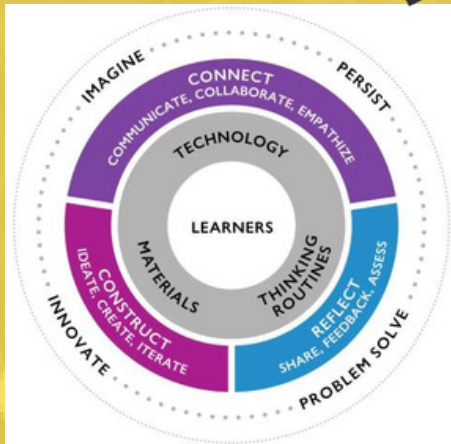 IMAGINE
PERSIST
CONNECT
COMMUNICATE, COLLABORATE, EMPATHIZE
TECHNOLOGY
LEARNERS
MATERIALS
THINKING
ROUTINES
CONSTRUCT
IDEATE, CREATE, ITERATE
REFLECT
SHARE, FEEDBACK, ASSESS
INNOVATE
PROBLEM SOLVE